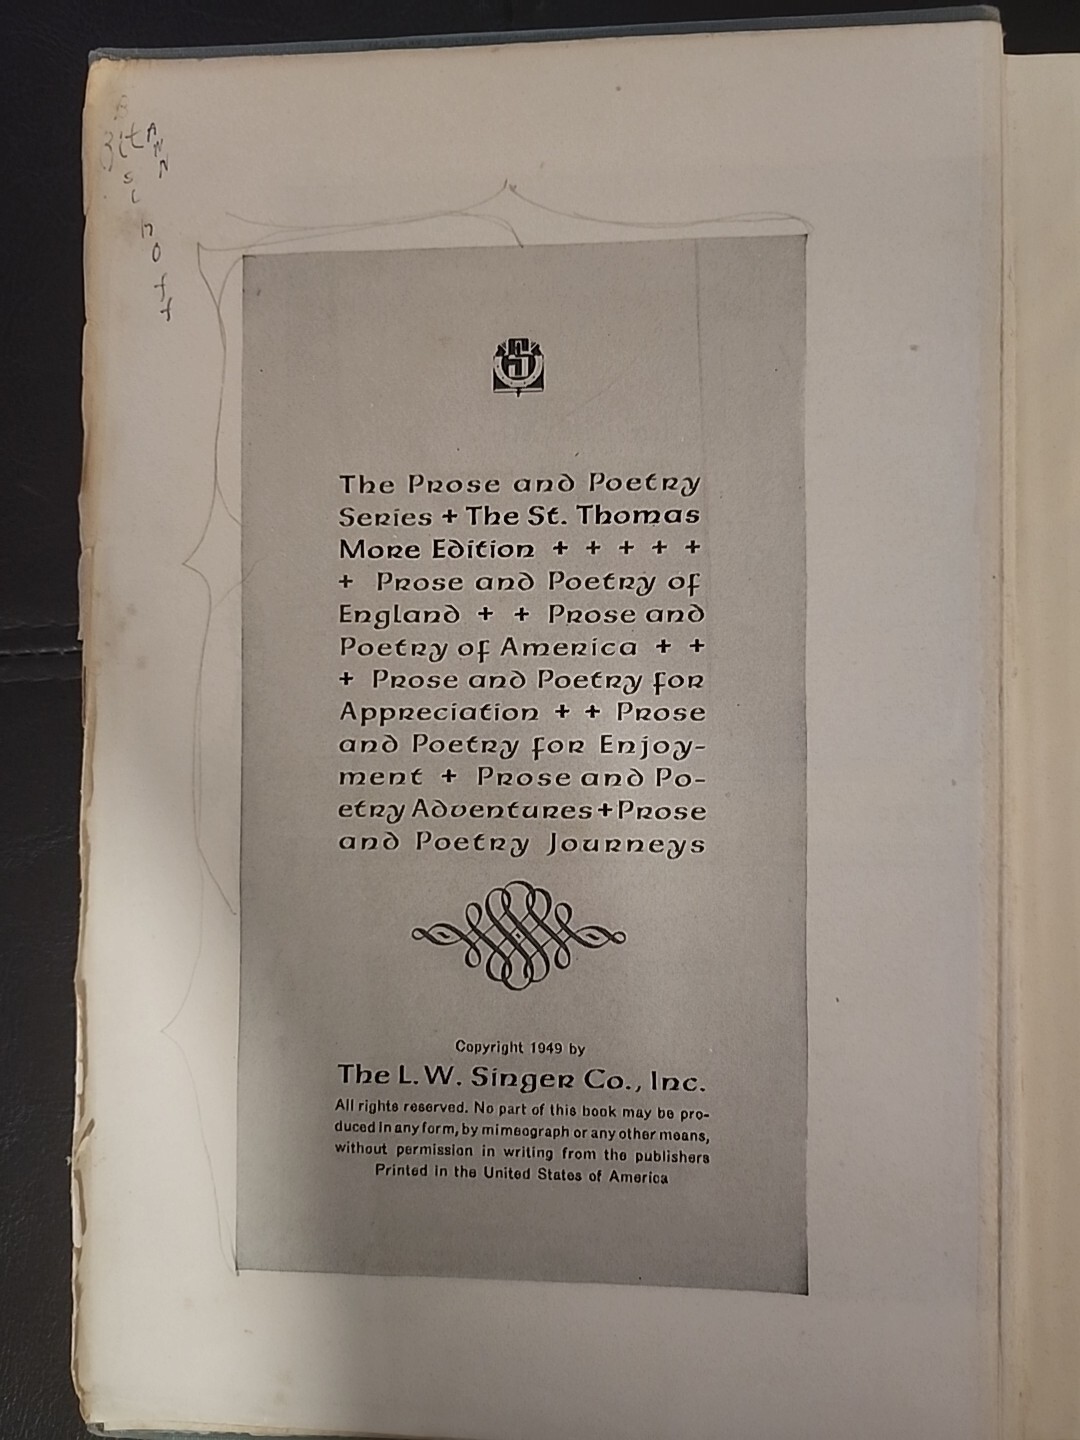 The Prose and Poetry
Series + The St. Thomas
More Edition + + + + +
+ Prose and Poetry of
England + + Prose and
Poetry of America + +
+ Prose and Poetry for
Appreciation + + Prose
and Poetry for Enjoy-
ment + Prose and Po-
etry Adventures+Prose
and Poetry Journeys
Copyright 1949 by
The L. W. Singer Co., Inc.
All rights reserved. No part of this book may be pro-
duced in any form, by mimeograph or any other means,
without permission in writing from the publishers
Printed in the United States of America